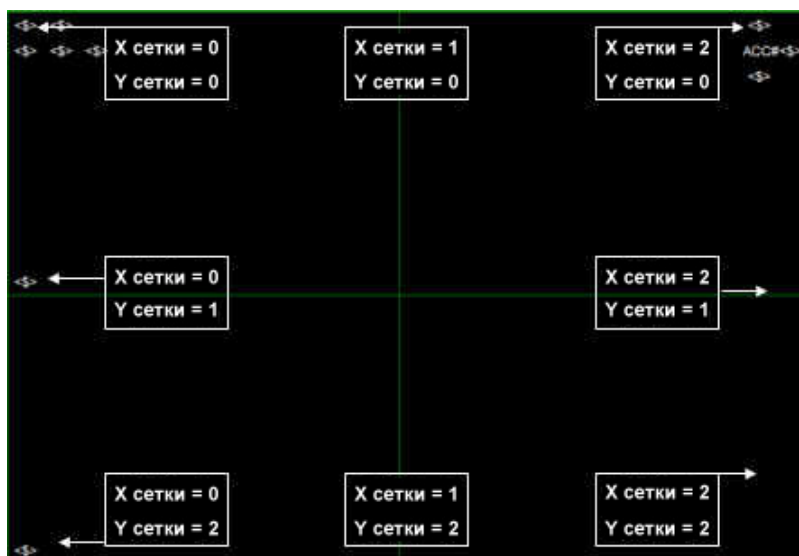 <$> <$>
<$> <$> <$>
X сетки = 0
Y сетки = 0
X сетки = 1
Y сетки = 0
X сетки = 2
Y сетки = 0
<$>
ACC#<$>
<$>
<$>
X сетки = 0
Y сетки = 1
X сетки = 2
Y сетки = 1
X сетки = 0
Y сетки = 2
<$>
X сетки = 1
Y сетки = 2
X сетки = 2
Y сетки = 2